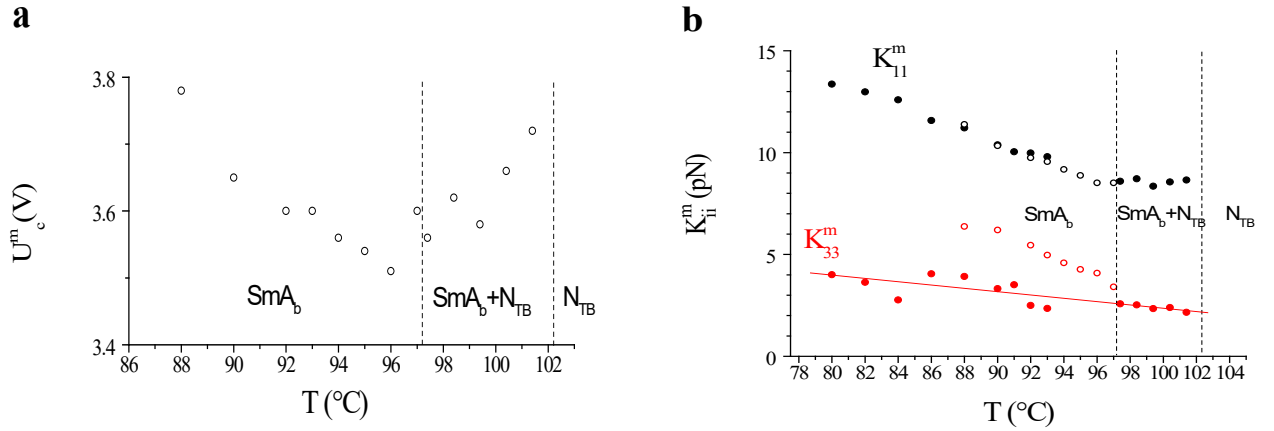 a
3.8
3.6
3.4
U^m_c (V)
SmA_b
SmA_b+N_TB
N_TB
86 88 90 92 94 96 98 100 102
T (°C)
b
15
10
5
0
K^m_ii (pN)
K^m_11
SmA_b
SmA_b+N_TB
N_TB
K^m_33
78 80 82 84 86 88 90 92 94 96 98 100 102 104
T (°C)